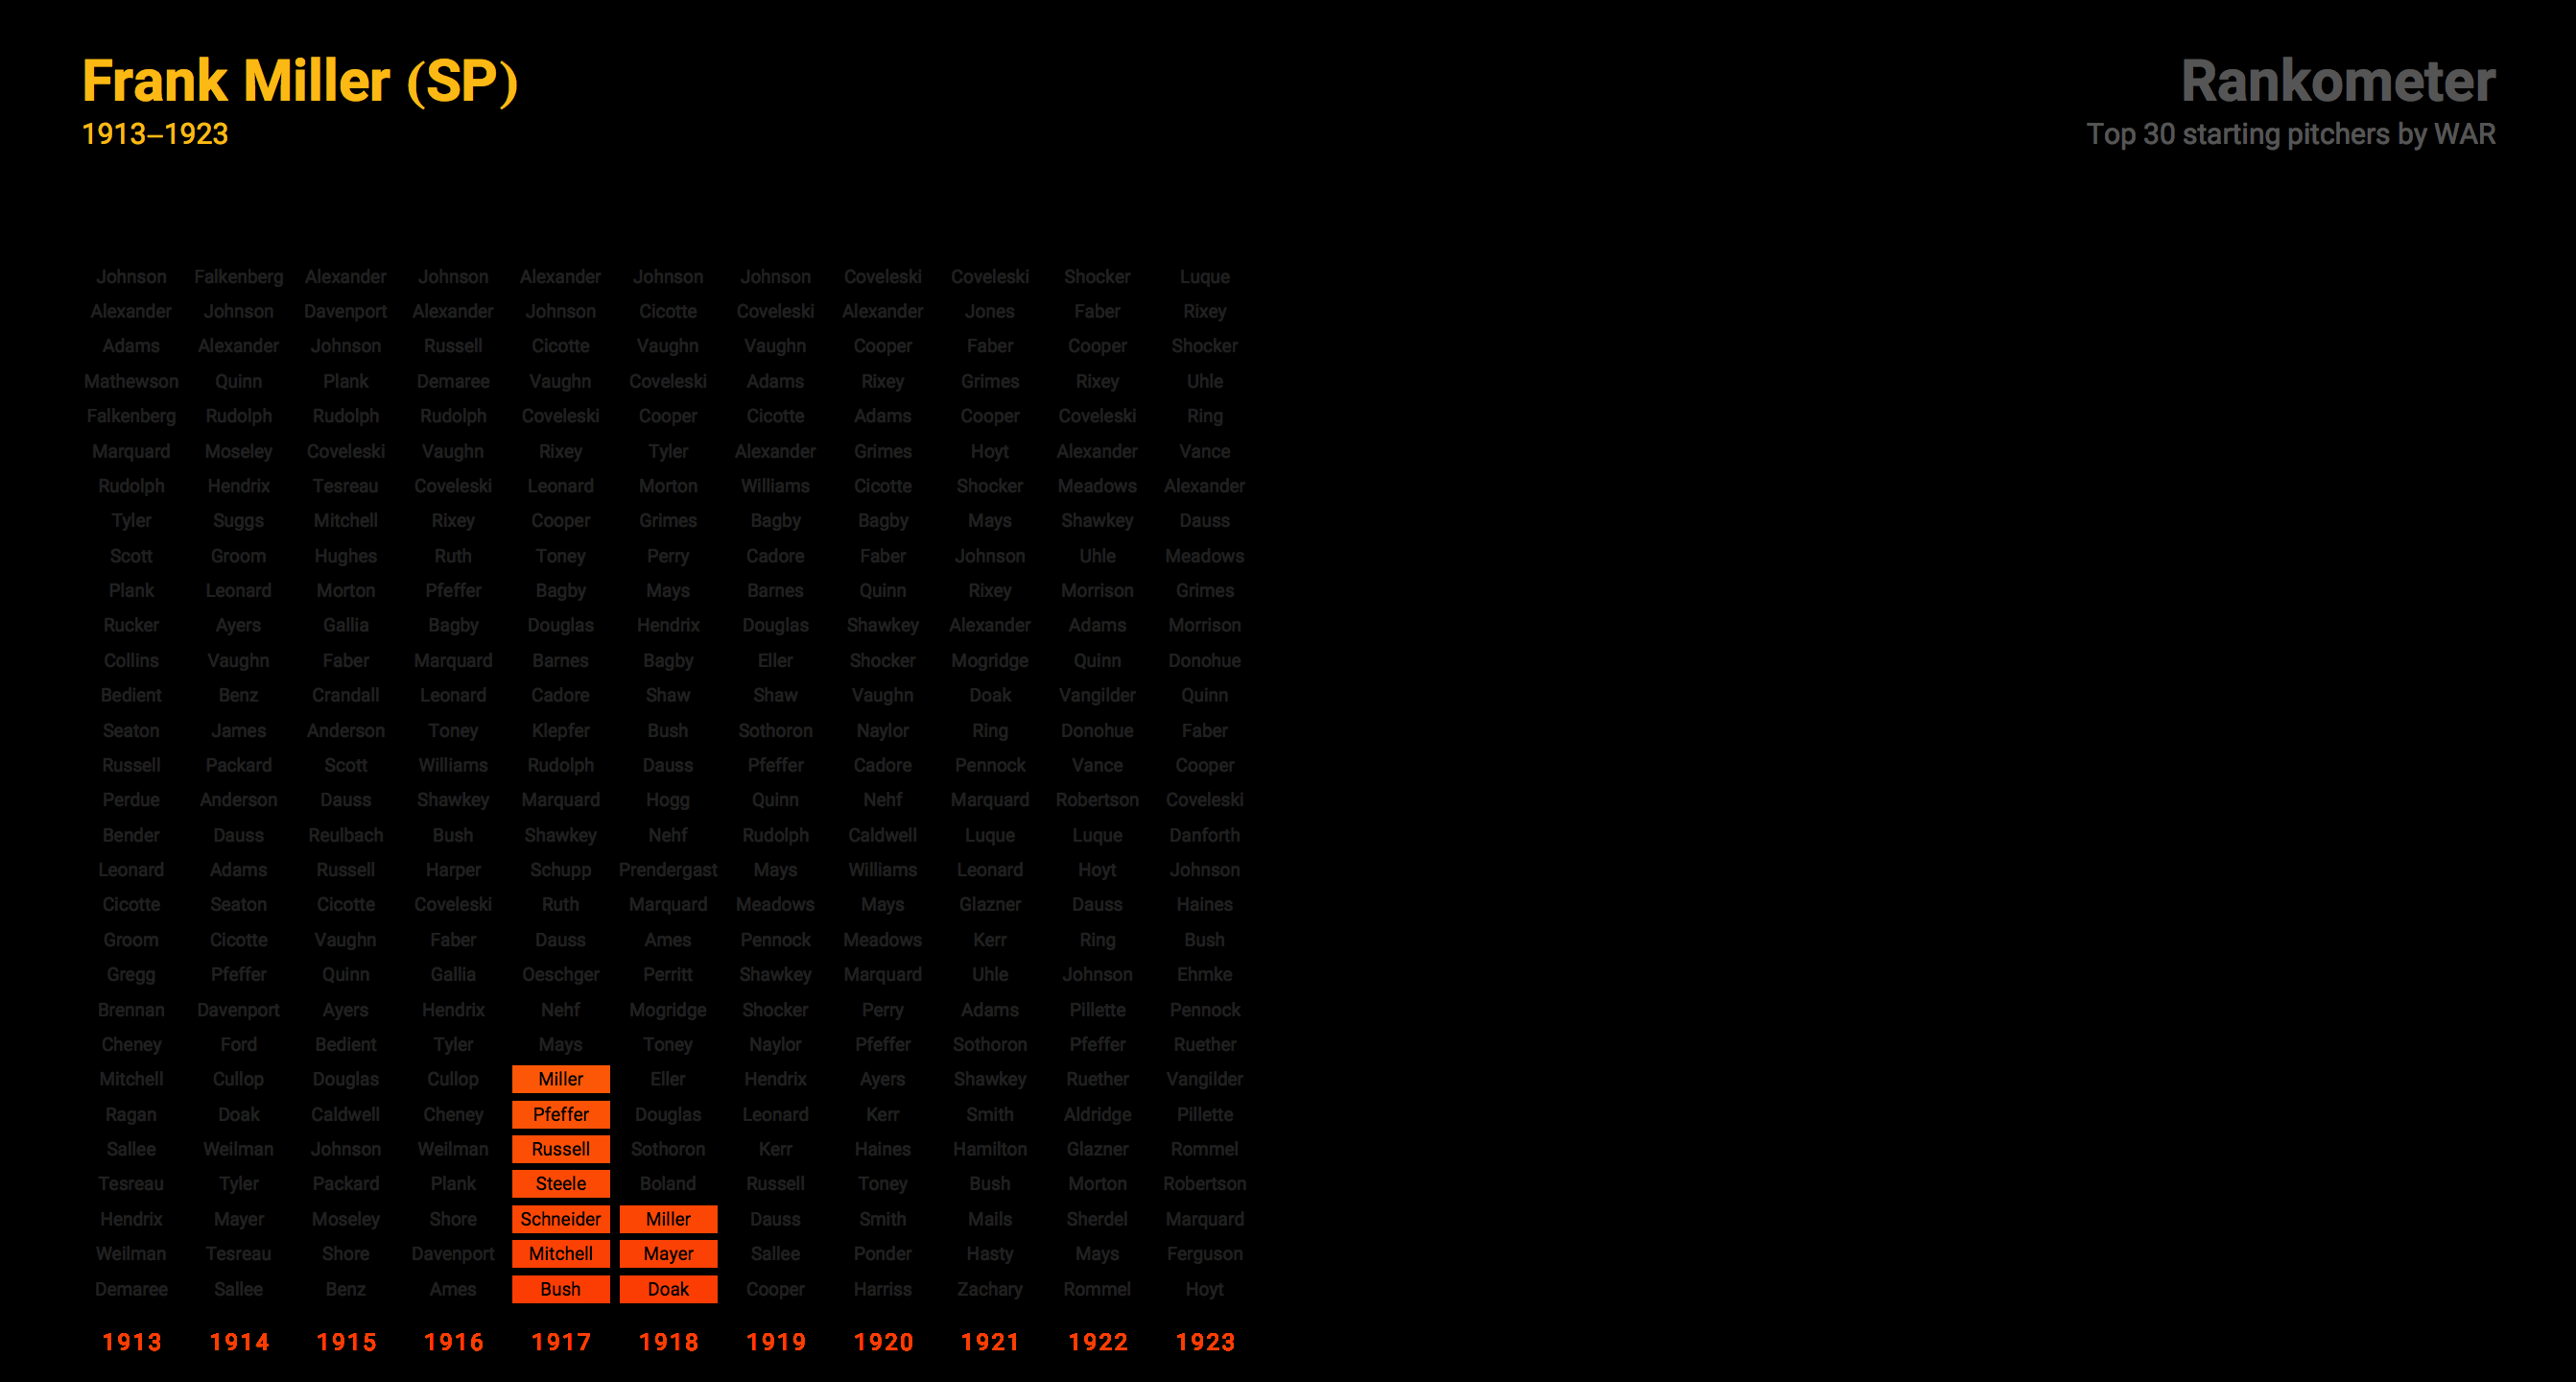 Frank Miller (SP)
1913–1923
Rankometer
Top 30 starting pitchers by WAR
Johnson Falkenberg Alexander Johnson Alexander Johnson Johnson Coveleski Coveleski Shocker Luque
Alexander Johnson Davenport Alexander Johnson Cicotte Coveleski Alexander Jones Faber Rixey
Adams Alexander Johnson Russell Cicotte Vaughn Vaughn Cooper Faber Cooper Shocker
Mathewson Quinn Plank Demaree Vaughn Coveleski Adams Rixey Grimes Rixey Uhle
Falkenberg Rudolph Rudolph Rudolph Coveleski Cooper Cicotte Adams Cooper Coveleski Ring
Marquard Moseley Coveleski Vaughn Rixey Tyler Alexander Grimes Hoyt Alexander Vance
Rudolph Hendrix Tesreau Coveleski Leonard Morton Williams Cicotte Shocker Meadows Alexander
Tyler Suggs Mitchell Rixey Cooper Grimes Bagby Bagby Mays Shawkey Dauss
Scott Groom Hughes Ruth Toney Perry Cadore Faber Johnson Uhle Meadows
Plank Leonard Morton Pfeffer Bagby Mays Barnes Quinn Rixey Morrison Grimes
Rucker Ayers Gallia Bagby Douglas Hendrix Douglas Shawkey Alexander Adams Morrison
Collins Vaughn Faber Marquard Barnes Bagby Eller Shocker Mogridge Quinn Donohue
Bedient Benz Crandall Leonard Cadore Shaw Shaw Vaughn Doak Vangilder Quinn
Seaton James Anderson Toney Klepfer Bush Sothoron Naylor Ring Donohue Faber
Russell Packard Scott Williams Rudolph Dauss Pfeffer Cadore Pennock Vance Cooper
Perdue Anderson Dauss Shawkey Marquard Hogg Quinn Nehf Marquard Robertson Coveleski
Bender Dauss Reulbach Bush Shawkey Nehf Rudolph Caldwell Luque Luque Danforth
Leonard Adams Russell Harper Schupp Prendergast Mays Williams Leonard Hoyt Johnson
Cicotte Seaton Cicotte Coveleski Ruth Marquard Meadows Mays Glazner Dauss Haines
Groom Cicotte Vaughn Faber Dauss Ames Pennock Meadows Kerr Ring Bush
Gregg Pfeffer Quinn Gallia Oeschger Perritt Shawkey Marquard Uhle Johnson Ehmke
Brennan Davenport Ayers Hendrix Nehf Mogridge Shocker Perry Adams Pillette Pennock
Cheney Ford Bedient Tyler Mays Toney Naylor Pfeffer Sothoron Pfeffer Ruether
Mitchell Cullop Douglas Cullop Miller Eller Hendrix Ayers Shawkey Ruether Vangilder
Ragan Doak Caldwell Cheney Pfeffer Douglas Leonard Kerr Smith Aldridge Pillette
Sallee Weilman Johnson Weilman Russell Sothoron Kerr Haines Hamilton Glazner Rommel
Tesreau Tyler Packard Plank Steele Boland Russell Toney Bush Morton Robertson
Hendrix Mayer Moseley Shore Schneider Miller Dauss Smith Mails Sherdel Marquard
Weilman Tesreau Shore Davenport Mitchell Mayer Sallee Ponder Hasty Mays Ferguson
Demaree Sallee Benz Ames Bush Doak Cooper Harriss Zachary Rommel Hoyt
1913 1914 1915 1916 1917 1918 1919 1920 1921 1922 1923